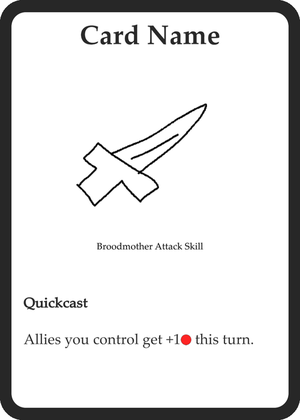 Card Name
Broodmother Attack Skill
Quickcast
Allies you control get +1 this turn.